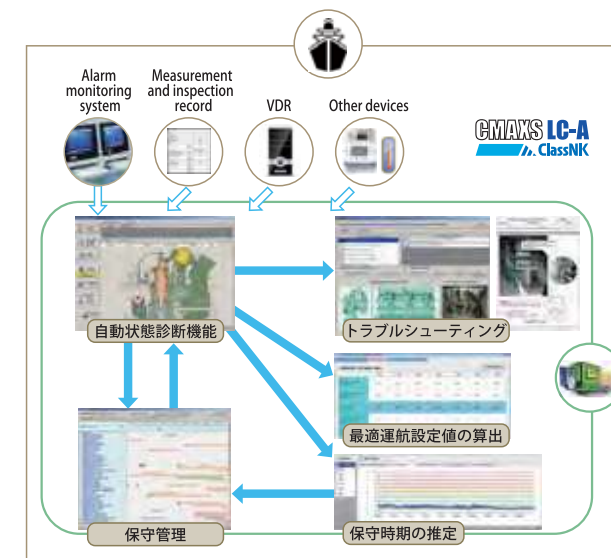 Alarm
monitoring
system
Measurement
and inspection
record
VDR
Other devices
CMAXS LC-A
ClassNK
自動状態診断機能
トラブルシューティング
最適運航設定値の算出
保守管理
保守時期の推定